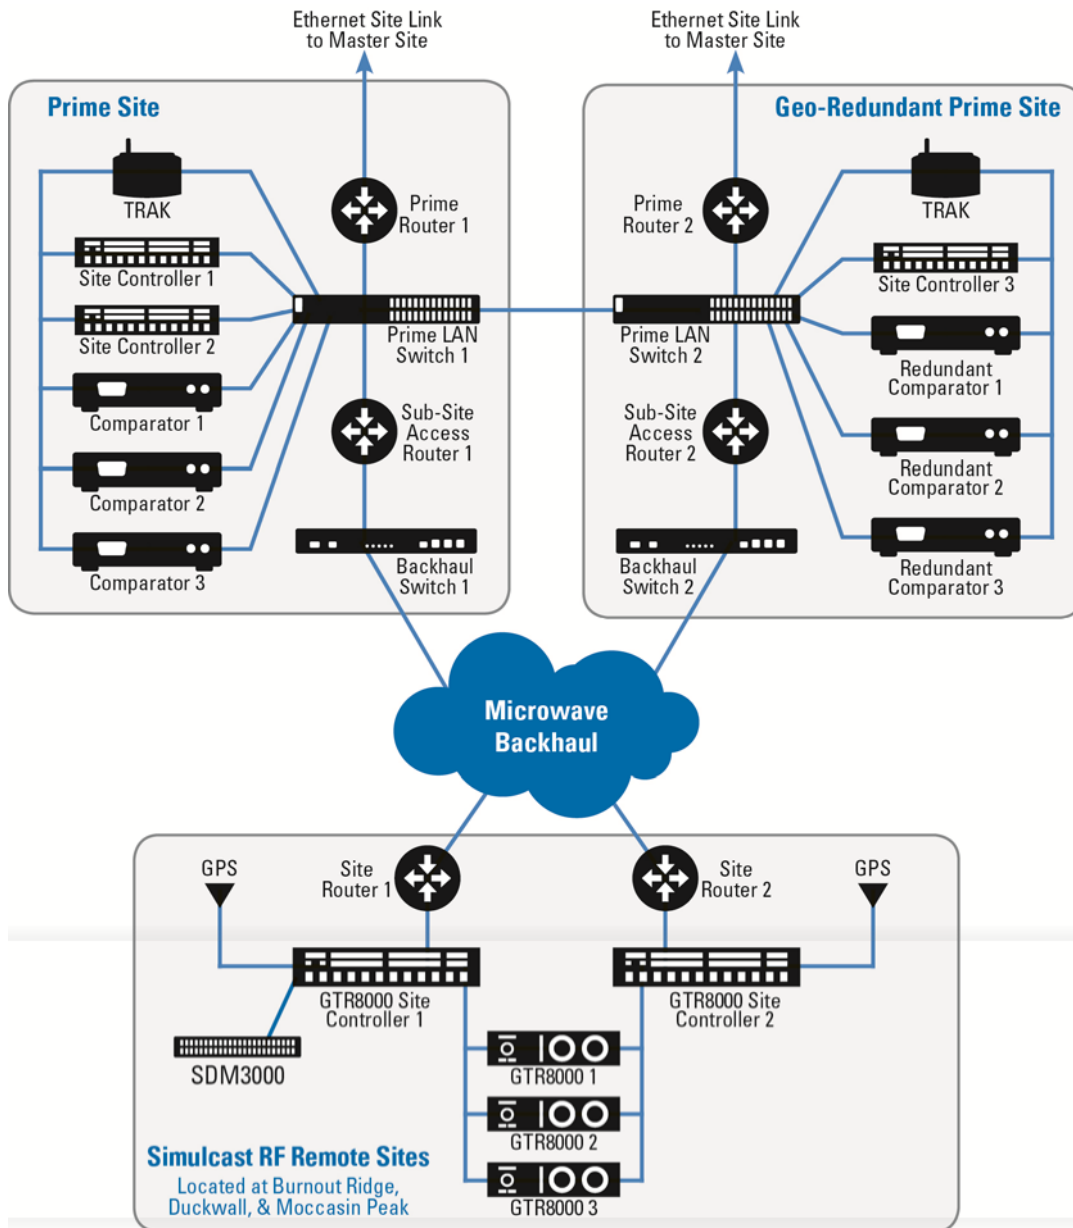 Ethernet Site Link
to Master Site
Ethernet Site Link
to Master Site
Prime Site
TRAK
Prime
Router 1
Site Controller 1
Site Controller 2
Prime LAN
Switch 1
Comparator 1
Sub-Site
Access
Router 1
Comparator 2
Comparator 3
Backhaul
Switch 1
Geo-Redundant Prime Site
Prime
Router 2
TRAK
Site Controller 3
Prime LAN
Switch 2
Redundant
Comparator 1
Sub-Site
Access
Router 2
Redundant
Comparator 2
Backhaul
Switch 2
Redundant
Comparator 3
Microwave
Backhaul
GPS
Site
Router 1
Site
Router 2
GPS
GTR8000 Site
Controller 1
GTR8000 Site
Controller 2
SDM3000
GTR8000 1
GTR8000 2
GTR8000 3
Simulcast RF Remote Sites
Located at Burnout Ridge,
Duckwall, & Moccasin Peak